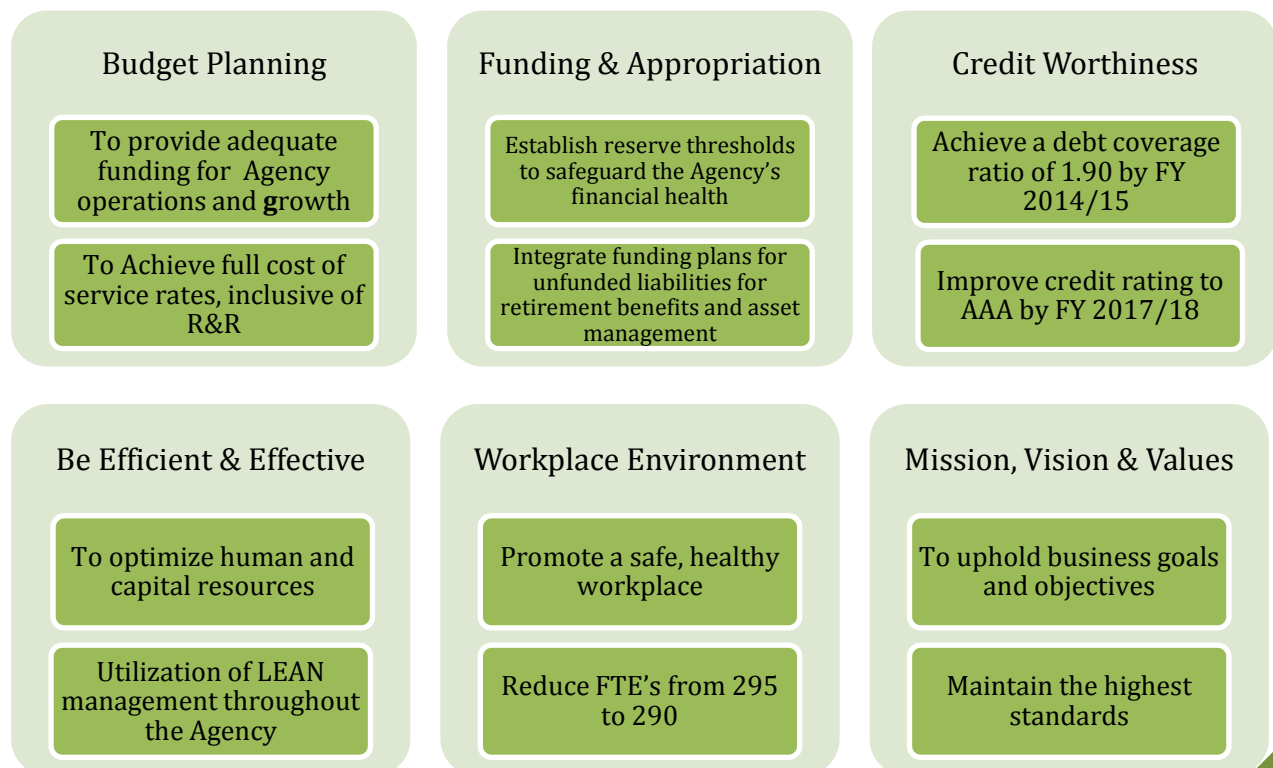 Budget Planning
To provide adequate
funding for Agency
operations and growth
To Achieve full cost of
service rates, inclusive of
R&R
Funding & Appropriation
Establish reserve thresholds
to safeguard the Agency's
financial health
Integrate funding plans for
unfunded liabilities for
retirement benefits and asset
management
Credit Worthiness
Achieve a debt coverage
ratio of 1.90 by FY
2014/15
Improve credit rating to
AAA by FY 2017/18
Be Efficient & Effective
To optimize human and
capital resources
Utilization of LEAN
management throughout
the Agency
Workplace Environment
Promote a safe, healthy
workplace
Reduce FTE's from 295
to 290
Mission, Vision & Values
To uphold business goals
and objectives
Maintain the highest
standards